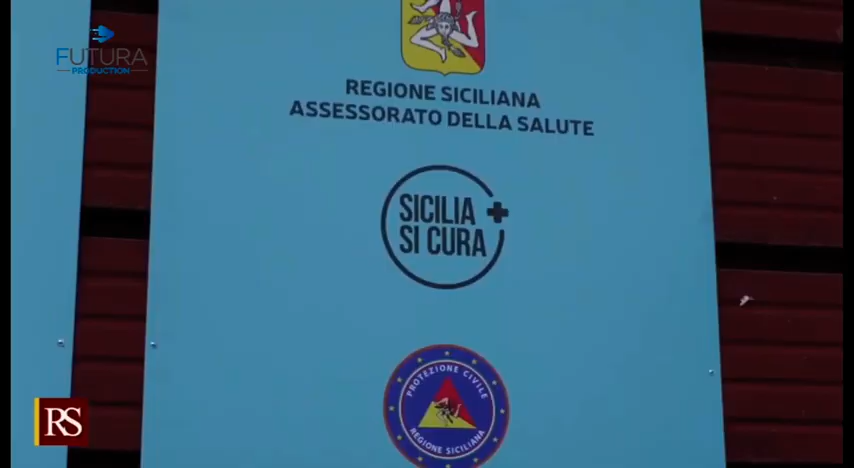 FUTURA
PRODUCTION
REGIONE SICILIANA
ASSESSORATO DELLA SALUTE
SICILIA
SI CURA
PROTEZIONE CIVILE
REGIONE SICILIANA
RS